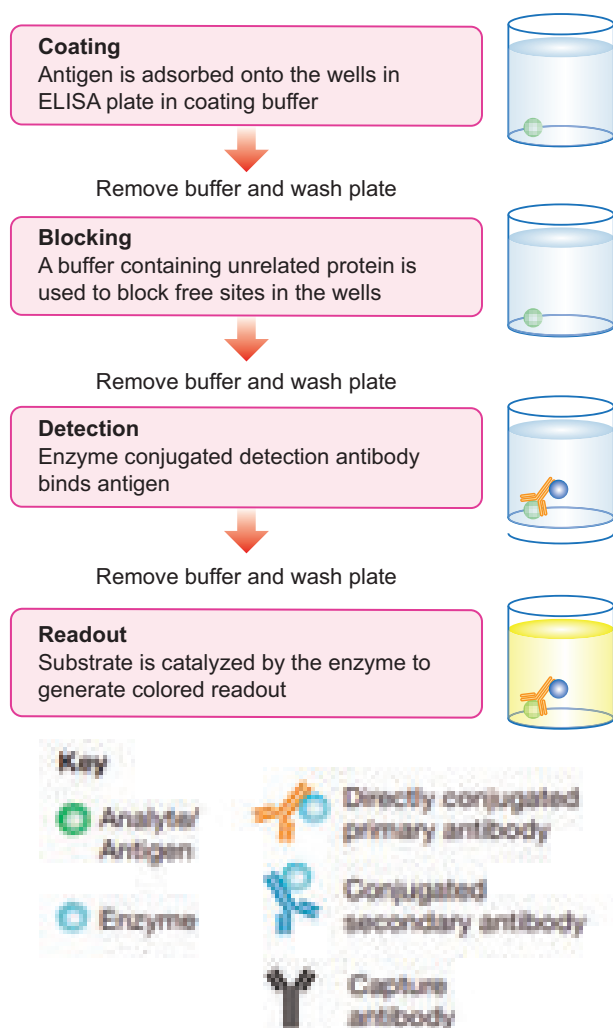 Coating
Antigen is adsorbed onto the wells in
ELISA plate in coating buffer
Remove buffer and wash plate
Blocking
A buffer containing unrelated protein is
used to block free sites in the wells
Remove buffer and wash plate
Detection
Enzyme conjugated detection antibody
binds antigen
Remove buffer and wash plate
Readout
Substrate is catalyzed by the enzyme to
generate colored readout
Key
Analyte/
Antigen
Enzyme
Directly conjugated
primary antibody
Conjugated
secondary antibody
Capture
antibody